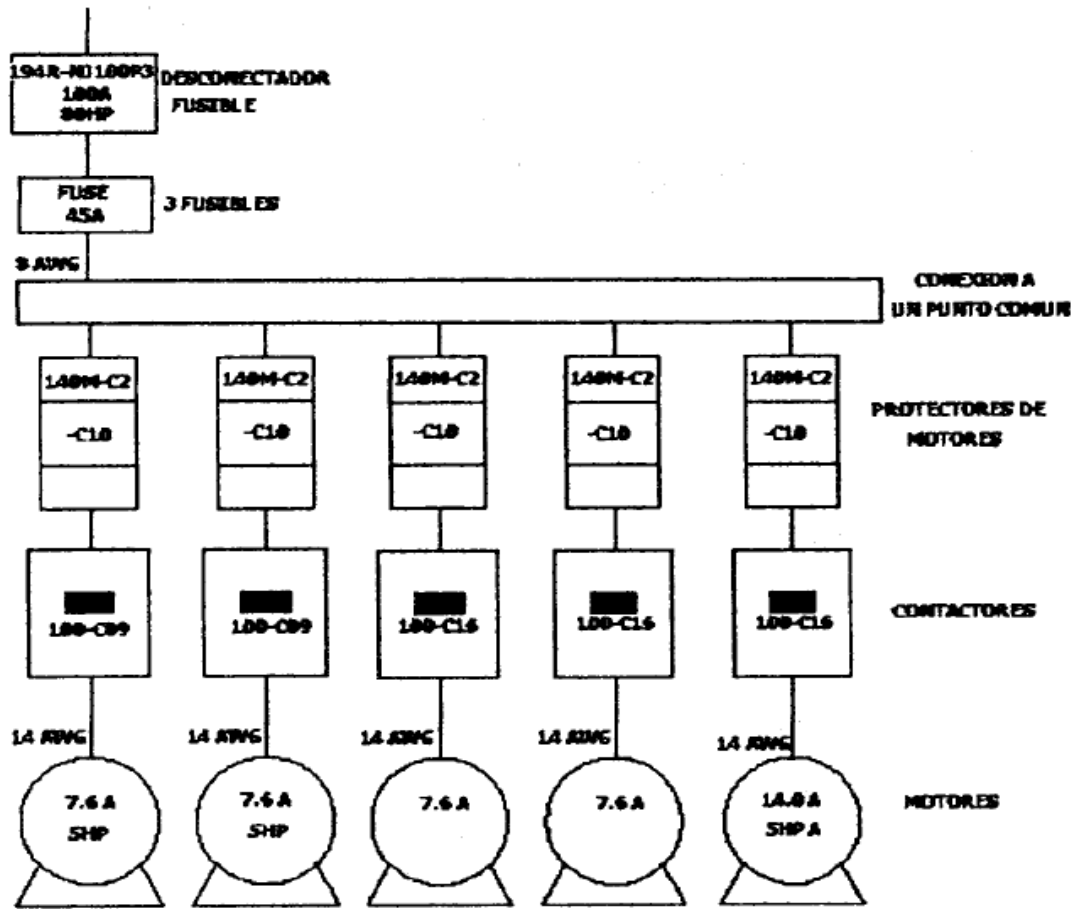 194R-NJ100P3
100A
80HP
DESCONECTADOR
FUSIBLE
FUSE
45A
3 FUSIBLES
8 AWG
CONEXION A
UN PUNTO COMUN
140M-C2
140M-C2
140M-C2
140M-C2
140M-C2
-C10
-C10
-C10
-C10
-C10
PROTECTORES DE
MOTORES
100-C09
100-C09
100-C16
100-C16
100-C16
CONTACTORES
14 AWG
14 AWG
14 AWG
14 AWG
14 AWG
7.6 A
5HP
7.6 A
5HP
7.6 A
7.6 A
14.0 A
5HP A
MOTORES